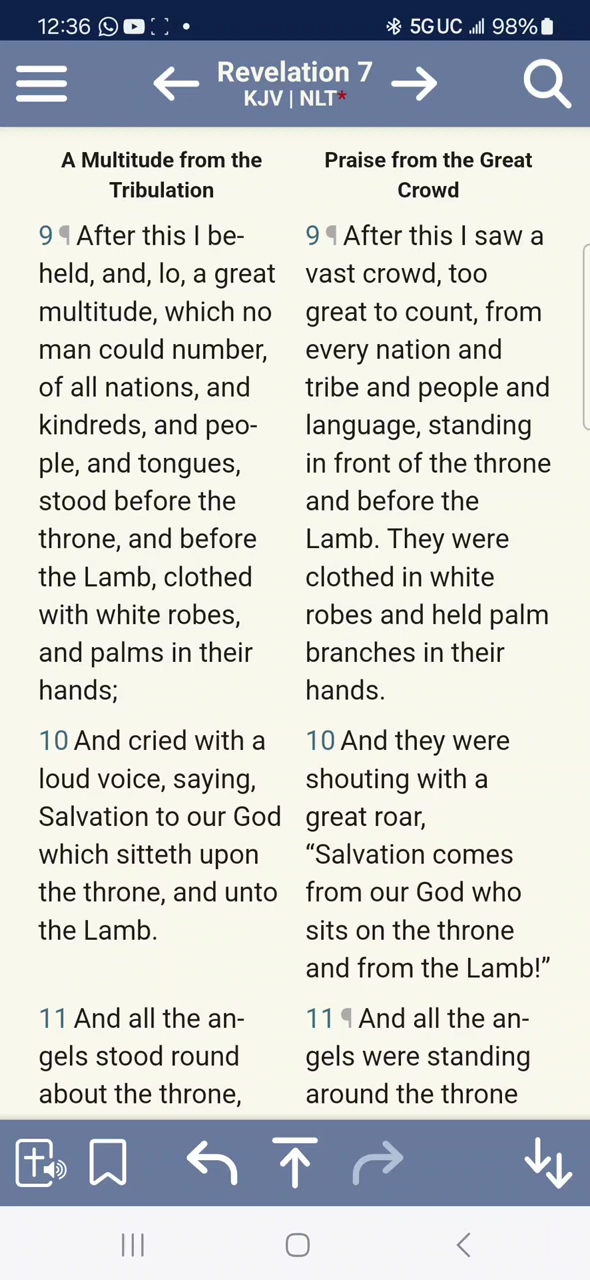 12:36 5G UC 98%
Revelation 7
KJV | NLT*
A Multitude from the
Tribulation
9 ¶ After this I be-
held, and, lo, a great
multitude, which no
man could number,
of all nations, and
kindreds, and peo-
ple, and tongues,
stood before the
throne, and before
the Lamb, clothed
with white robes,
and palms in their
hands;
10 And cried with a
loud voice, saying,
Salvation to our God
which sitteth upon
the throne, and unto
the Lamb.
11 And all the an-
gels stood round
about the throne,
Praise from the Great
Crowd
9 ¶ After this I saw a
vast crowd, too
great to count, from
every nation and
tribe and people and
language, standing
in front of the throne
and before the
Lamb. They were
clothed in white
robes and held palm
branches in their
hands.
10 And they were
shouting with a
great roar,
“Salvation comes
from our God who
sits on the throne
and from the Lamb!”
11 ¶ And all the an-
gels were standing
around the throne